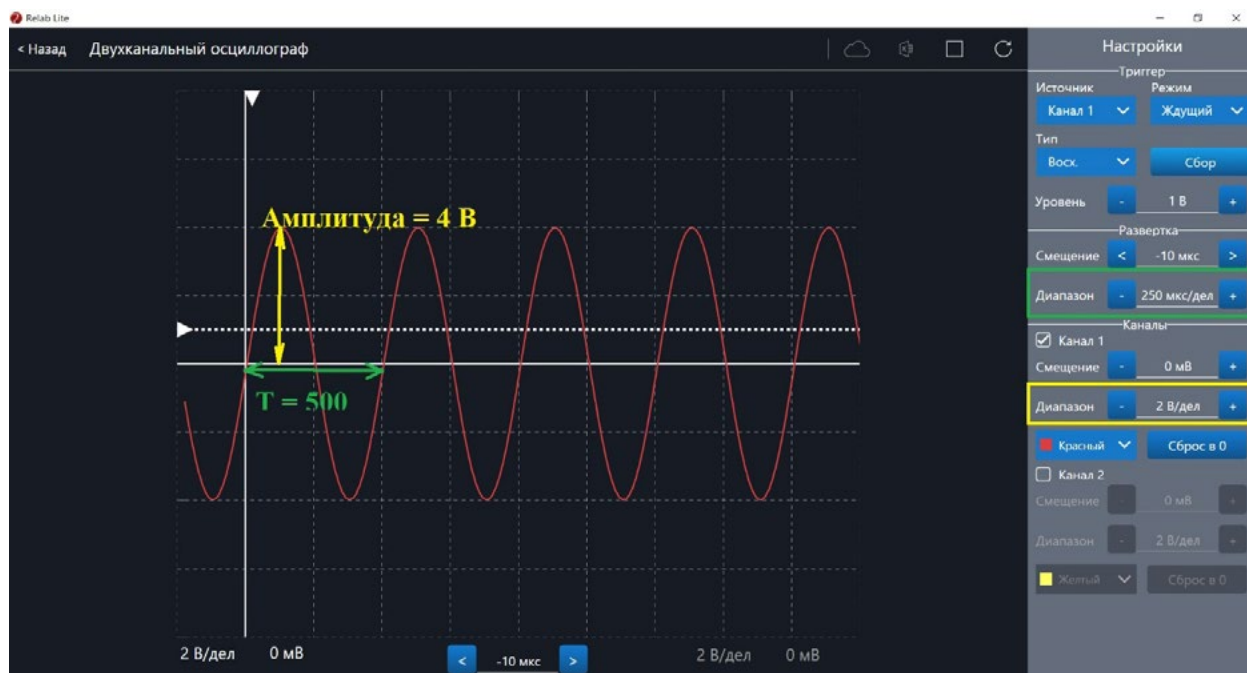 Relab Lite
< Назад Двухканальный осциллограф
Настройки
Триггер
Источник Режим
Канал 1 Ждущий
Тип
Восх. Сбор
Уровень - 1 В +
Развертка
Смещение < -10 мкс >
Диапазон - 250 мкс/дел +
Каналы
Канал 1
Смещение - 0 мВ +
Диапазон - 2 В/дел +
Красный Сброс в 0
Канал 2
Смещение - 0 мВ +
Диапазон - 2 В/дел +
Желтый Сброс в 0
Амплитуда = 4 В
T = 500
2 В/дел 0 мВ < -10 мкс > 2 В/дел 0 мВ